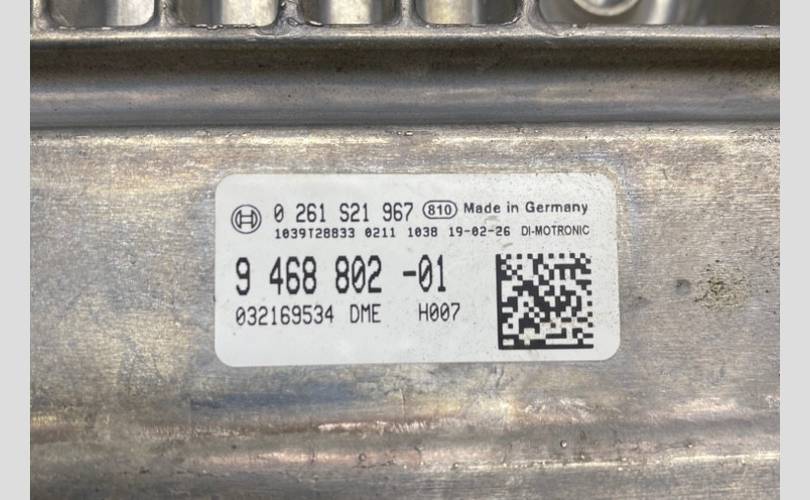 0 261 S21 967 810 Made in Germany
1039T28833 0211 1038 19-02-26 DI-MOTRONIC
9 468 802 -01
032169534 DME H007